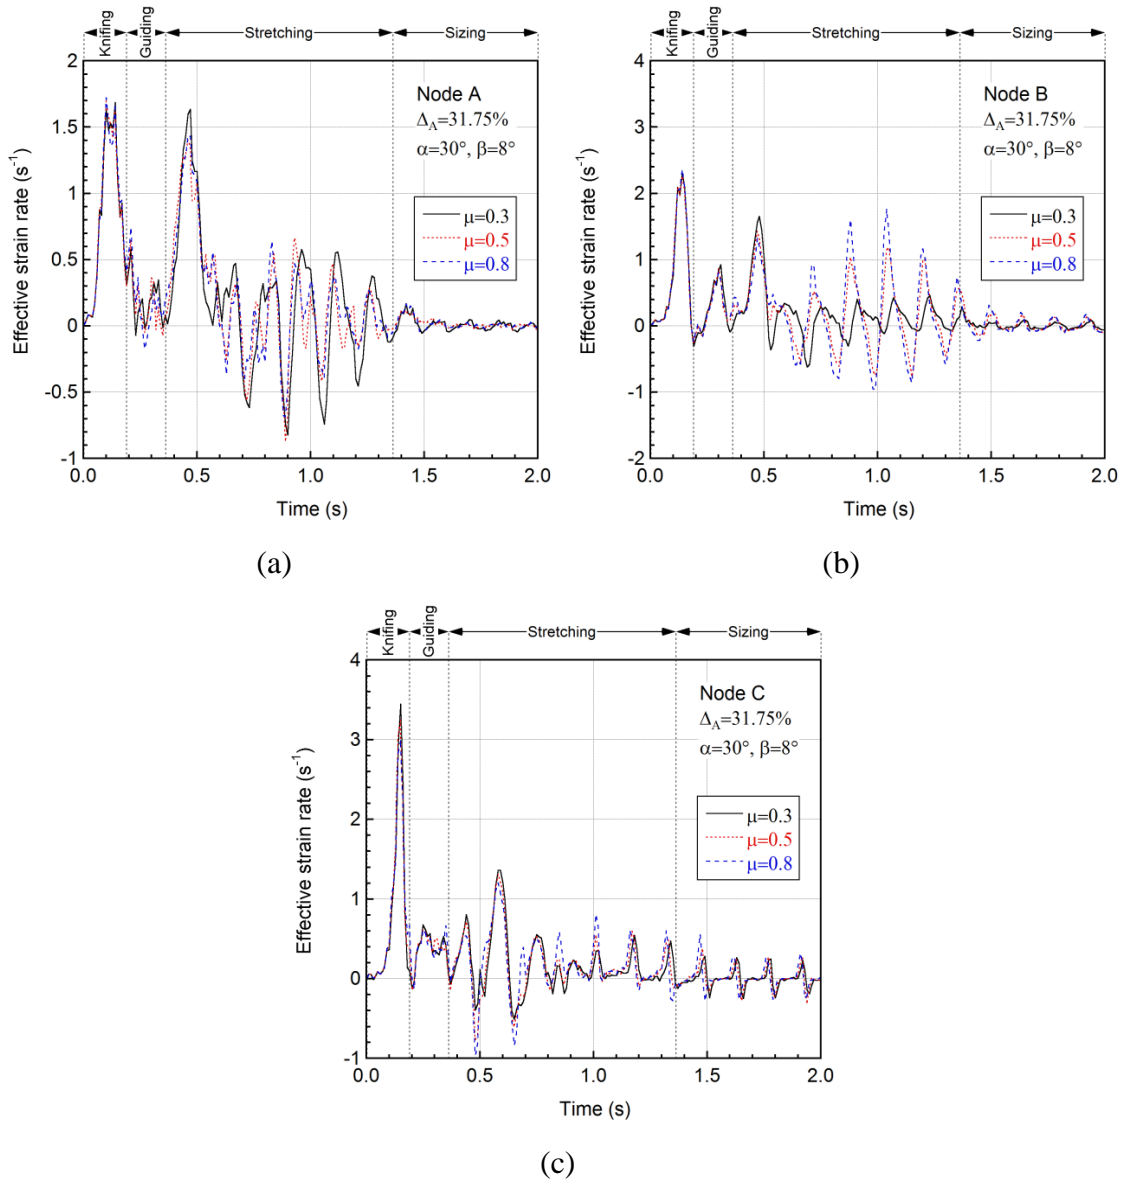 Knifing
Guiding
Stretching
Sizing
2
1.5
1
0.5
0
-0.5
-1
Effective strain rate (s⁻¹)
Node A
Δ_A=31.75%
α=30°, β=8°
μ=0.3
μ=0.5
μ=0.8
0.0 0.5 1.0 1.5 2.0
Time (s)
(a)
Knifing
Guiding
Stretching
Sizing
4
3
2
1
0
-1
-2
Effective strain rate (s⁻¹)
Node B
Δ_A=31.75%
α=30°, β=8°
μ=0.3
μ=0.5
μ=0.8
0.0 0.5 1.0 1.5 2.0
Time (s)
(b)
Knifing
Guiding
Stretching
Sizing
4
3
2
1
0
-1
Effective strain rate (s⁻¹)
Node C
Δ_A=31.75%
α=30°, β=8°
μ=0.3
μ=0.5
μ=0.8
0.0 0.5 1.0 1.5 2.0
Time (s)
(c)